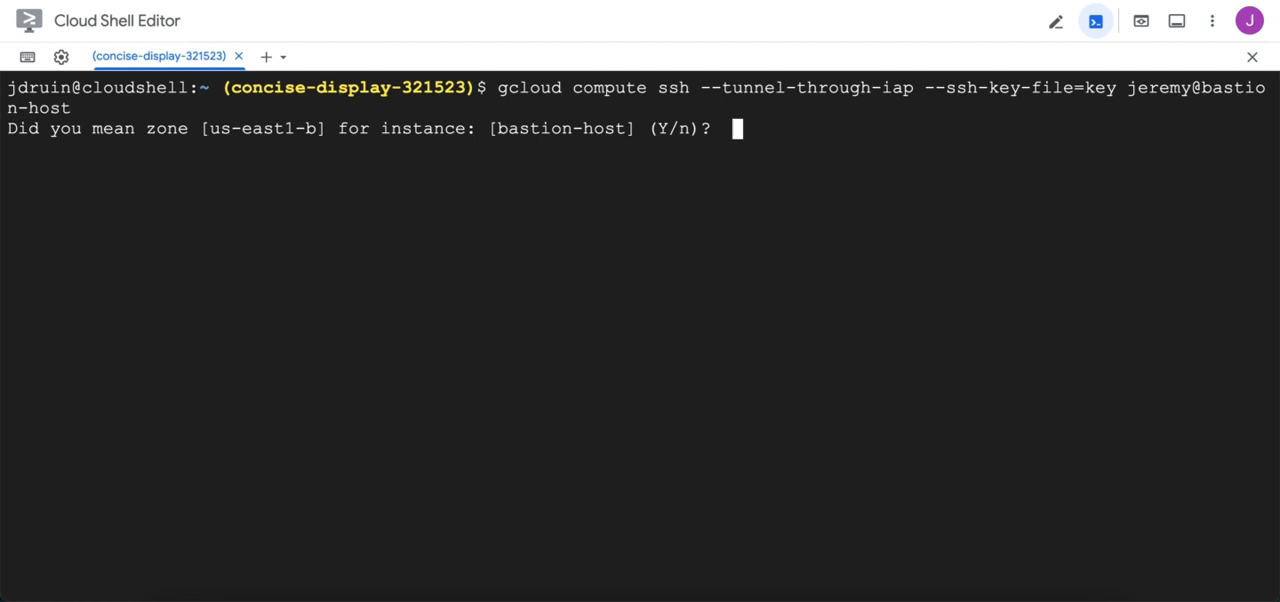 Cloud Shell Editor
J
(concise-display-321523)
jdruin@cloudshell:~ (concise-display-321523)$ gcloud compute ssh --tunnel-through-iap --ssh-key-file=key jeremy@bastio
n-host
Did you mean zone [us-east1-b] for instance: [bastion-host] (Y/n)?